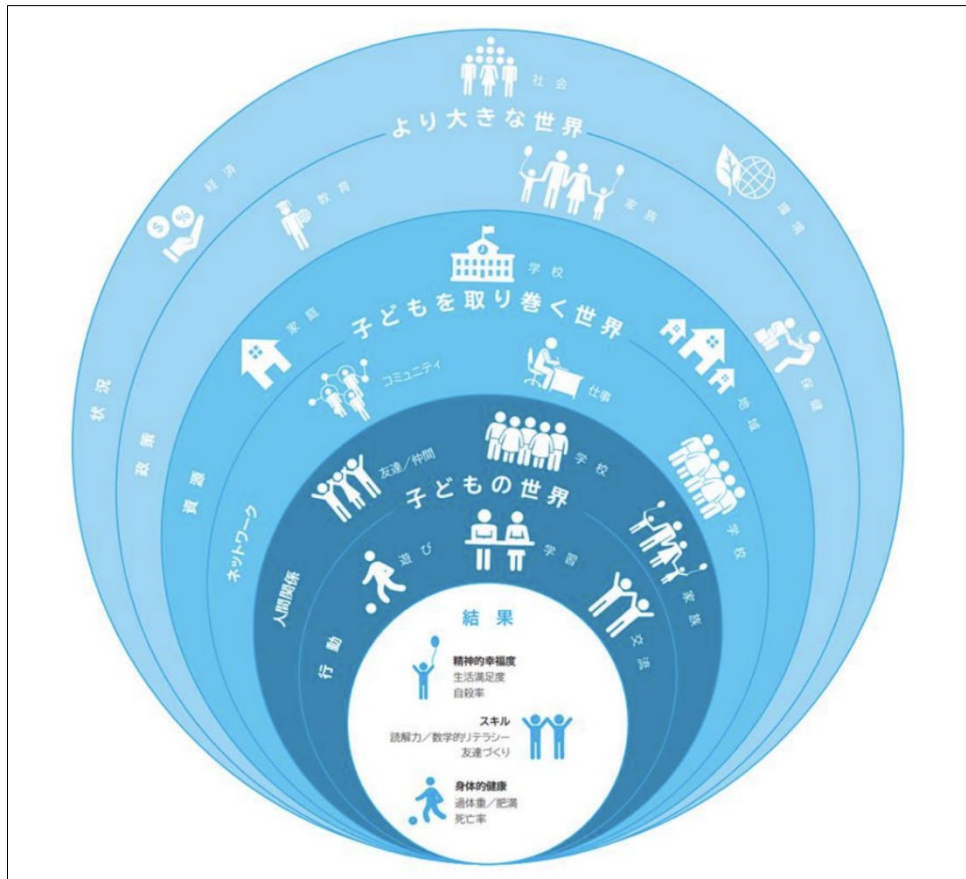 社会
より大きな世界
経済
教育
家族
環境
保健
状況
政策
学校
子どもを取り巻く世界
家庭
コミュニティ
仕事
地域
学校
資源
ネットワーク
学校
友達／仲間
子どもの世界
家族
遊び
学習
交流
人間関係
行動
結果
精神的幸福度
生活満足度
自殺率
スキル
読解力／数学的リテラシー
友達づくり
身体的健康
過体重／肥満
死亡率
$
%